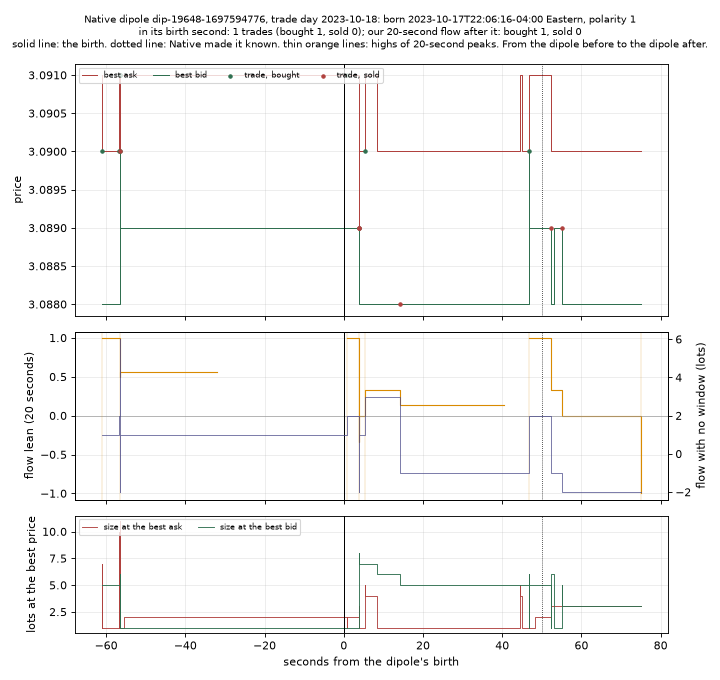 Native dipole dip-19648-1697594776, trade day 2023-10-18: born 2023-10-17T22:06:16-04:00 Eastern, polarity 1
in its birth second: 1 trades (bought 1, sold 0); our 20-second flow after it: bought 1, sold 0
solid line: the birth. dotted line: Native made it known. thin orange lines: highs of 20-second peaks. From the dipole before to the dipole after.
best ask best bid trade, bought trade, sold
3.0910
3.0905
3.0900
3.0895
3.0890
3.0885
3.0880
price
1.0
0.5
0.0
−0.5
−1.0
flow lean (20 seconds)
6
4
2
0
−2
flow with no window (lots)
size at the best ask size at the best bid
10.0
7.5
5.0
2.5
lots at the best price
−60 −40 −20 0 20 40 60 80
seconds from the dipole's birth